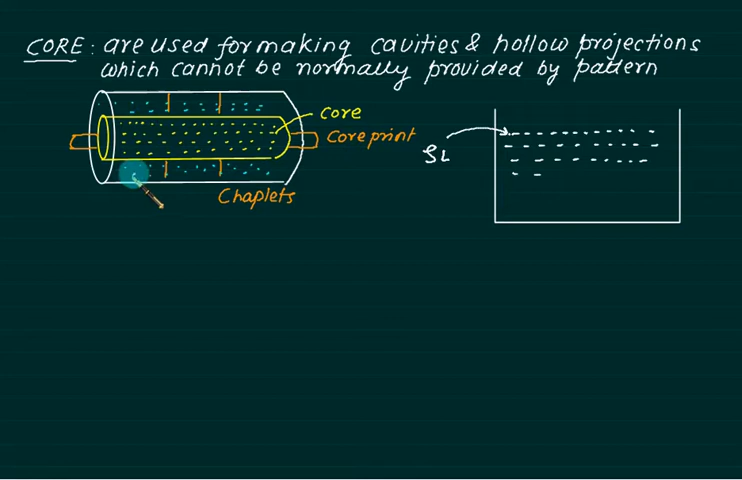 CORE : are used for making cavities & hollow projections
which cannot be normally provided by pattern
Core
Core print
SL
Chaplets